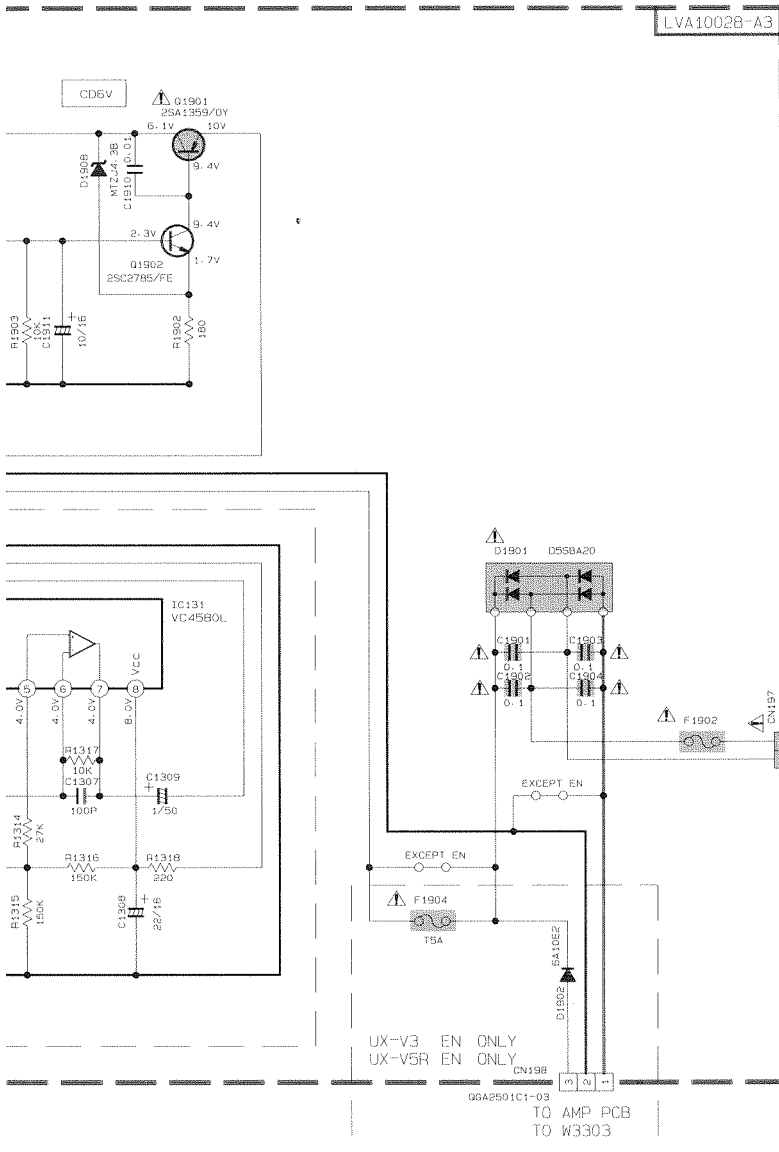 LVA10028-A3
CD6V
Q1901
2SA1359/OY
6.1V
10V
D1908
MTZJ4.3B
C1910 0.01
9.4V
2.3V
9.4V
Q1902
1.7V
2SC2785/FE
R1903
10K
C1911
+
10/16
R1902
180
D1901 D5SBA20
IC131
VC4580L
VCC
C1901
0.1
C1903
0.1
C1902
0.1
C1904
0.1
5
6
7
8
4.0V
4.0V
4.0V
8.0V
F1902
CN197
R1317
10K
C1307
100P
+ C1309
1/50
EXCEPT EN
R1314
27K
R1316
150K
R1318
220
EXCEPT EN
R1315
150K
C1308
+
22/16
F1904
T5A
6A10E2
D1902
UX-V3 EN ONLY
UX-V5R EN ONLY
CN198
3 2 1
QGA2501C1-03
TO AMP PCB
TO W3303